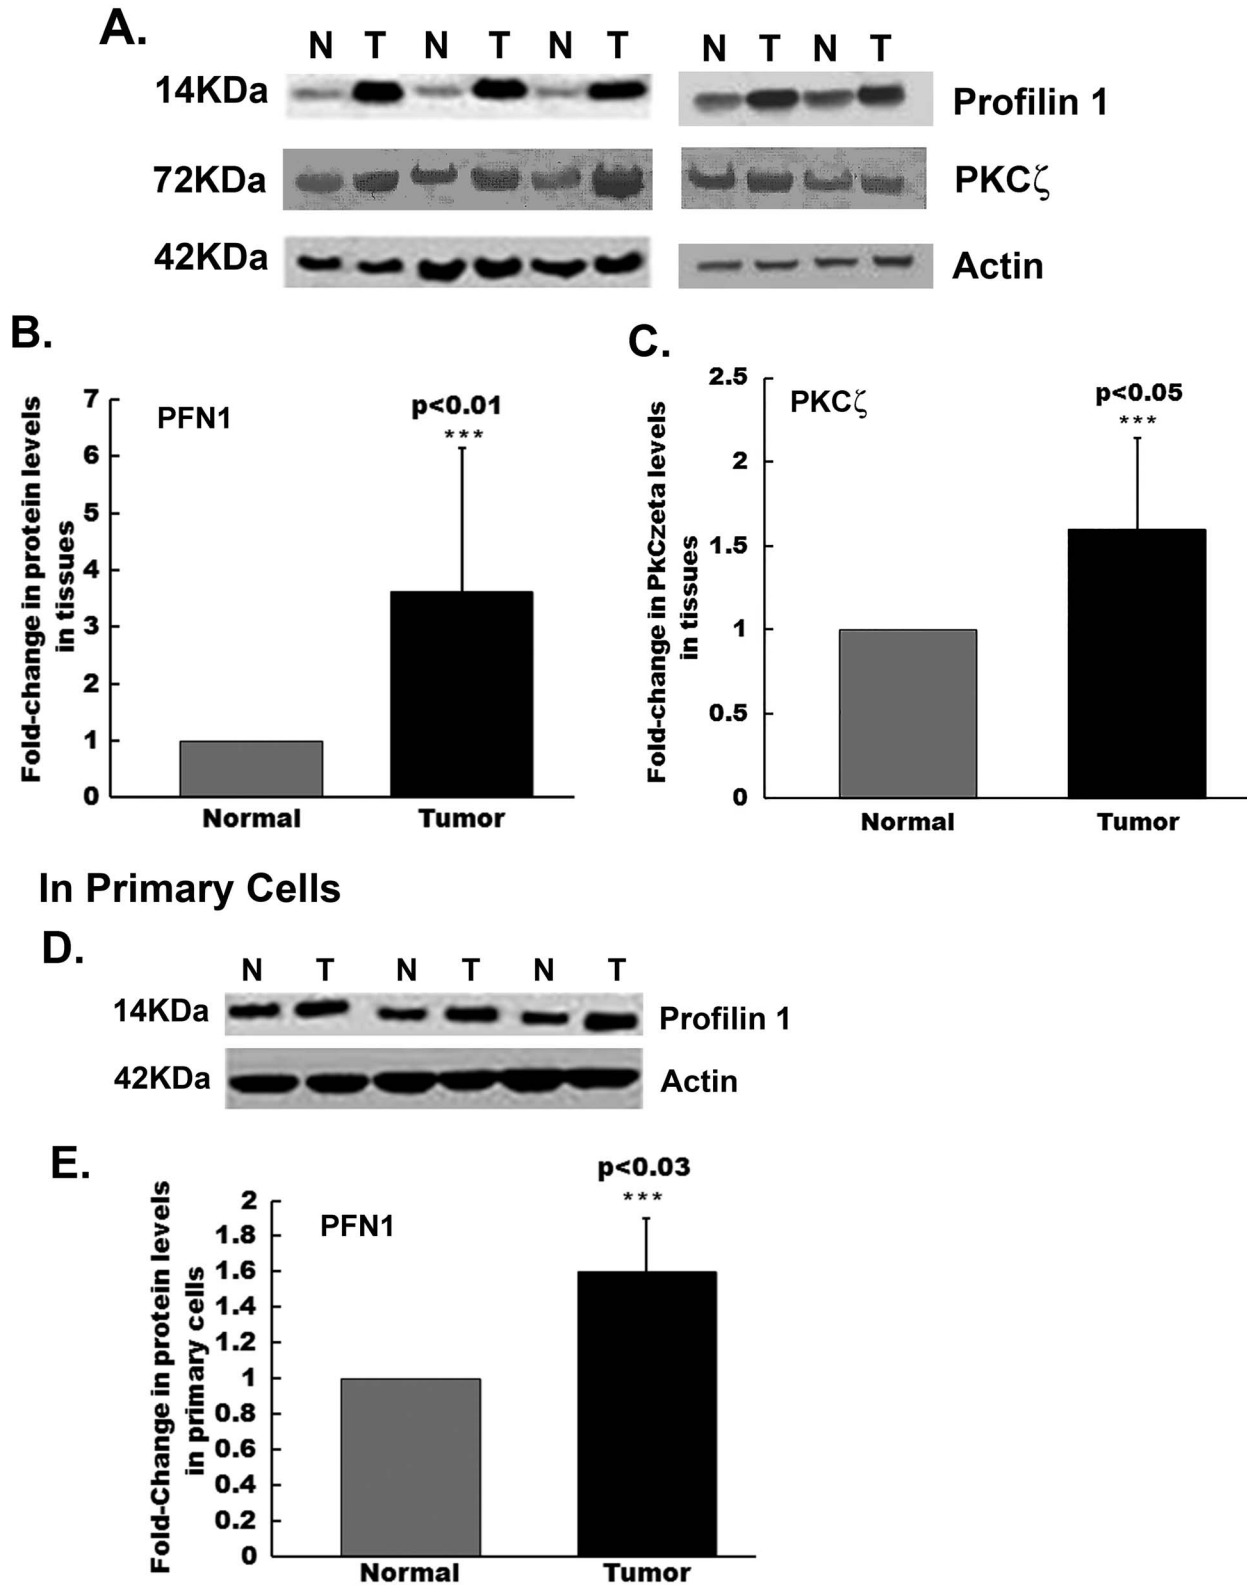 A.
N T N T N T N T N T
14KDa Profilin 1
72KDa PKCζ
42KDa Actin
B.
Fold-change in protein levels
in tissues
7
6
5
4
3
2
1
0
PFN1
p<0.01
***
Normal Tumor
C.
Fold-change in PkCzeta levels
in tissues
2.5
2
1.5
1
0.5
0
PKCζ
p<0.05
***
Normal Tumor
In Primary Cells
D.
N T N T N T
14KDa Profilin 1
42KDa Actin
E.
Fold-Change in protein levels
in primary cells
2
1.8
1.6
1.4
1.2
1
0.8
0.6
0.4
0.2
0
PFN1
p<0.03
***
Normal Tumor